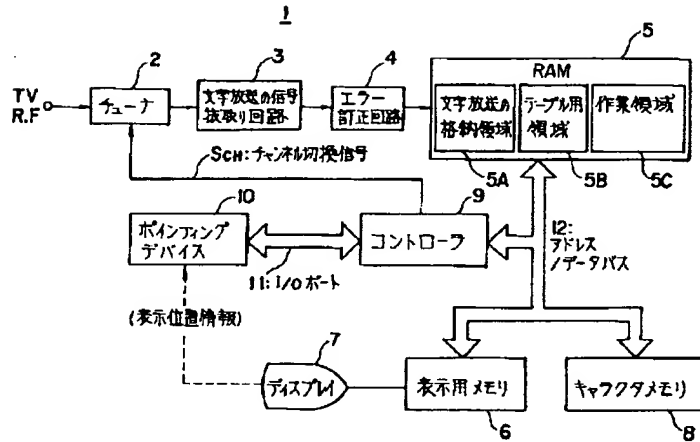 1
2
3
4
5
TV
R.F
チューナ
文字放送の信号
抜取り回路
エラー
訂正回路
RAM
文字放送の
格納領域
テーブル用
領域
作業領域
5A
5B
5C
SCH:チャンネル切換信号
10
9
ポインティング
デバイス
コントローラ
11:I/Oポート
12:
アドレス
/データバス
(表示位置情報)
7
ディスプレイ
表示用メモリ
キャラクタメモリ
6
8